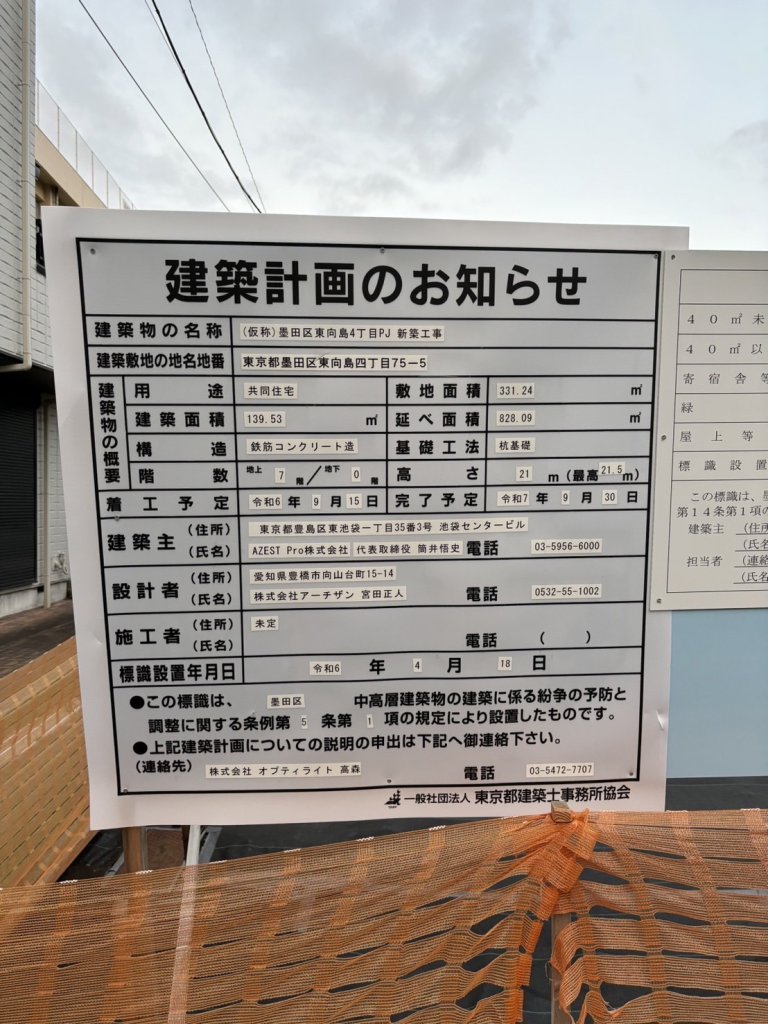 建築計画のお知らせ
建築物の名称 (仮称)墨田区東向島4丁目PJ 新築工事
建築敷地の地名地番 東京都墨田区東向島四丁目75-5
建築物の概要
用途 共同住宅 敷地面積 331.24 ㎡
建築面積 139.53 ㎡ 延べ面積 828.09 ㎡
構造 鉄筋コンクリート造 基礎工法 杭基礎
階数 地上 7 階/地下 0 階 高さ 21 m(最高 21.5 m)
着工予定 令和6 年 9 月 15 日 完了予定 令和7 年 9 月 30 日
建築主 (住所) 東京都豊島区東池袋一丁目35番3号 池袋センタービル
(氏名) AZEST Pro株式会社 代表取締役 筒井悟史 電話 03-5956-6000
設計者 (住所) 愛知県豊橋市向山台町15-14
(氏名) 株式会社アーチザン 宮田正人 電話 0532-55-1002
施工者 (住所) 未定
(氏名) 電話 ( )
標識設置年月日 令和6 年 4 月 18 日
●この標識は、 墨田区 中高層建築物の建築に係る紛争の予防と
調整に関する条例第 5 条第 1 項の規定により設置したものです。
●上記建築計画についての説明の申出は下記へ御連絡下さい。
(連絡先) 株式会社 オプティライト 高森 電話 03-5472-7707
一般社団法人 東京都建築士事務所協会
40㎡未
40㎡以
寄宿舎等
緑
屋上等
標識設置
この標識は、
第14条第1項の
建築主 (住所
(氏名
担当者 (連絡
(氏名